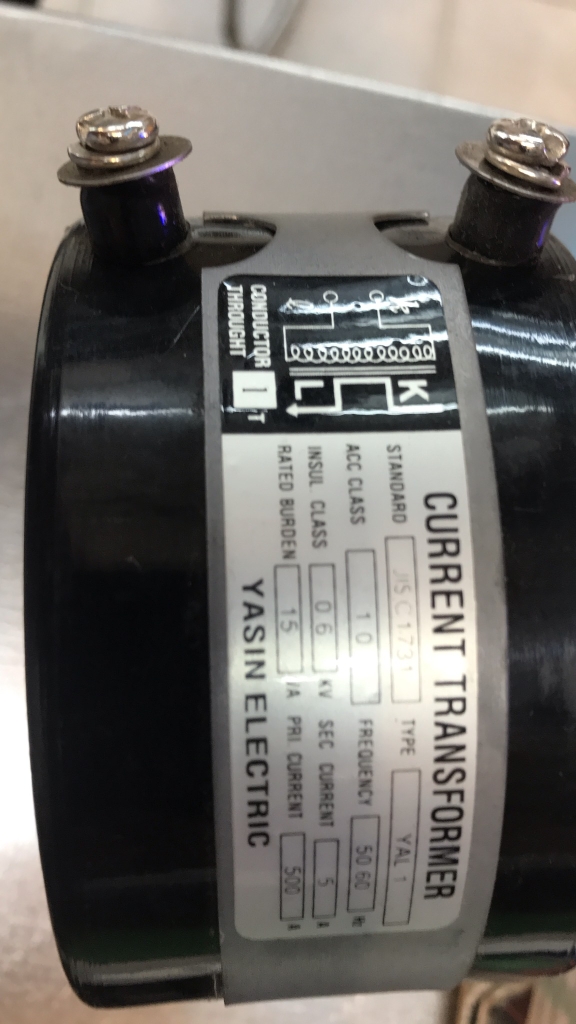 CURRENT TRANSFORMER
STANDARD JIS C1731 TYPE YAL 1
ACC CLASS 1.0 FREQUENCY 50 60 Hz
INSUL CLASS 0.6 KV SEC CURRENT 5 A
RATED BURDEN 15 VA PRI CURRENT 500 A
YASIN ELECTRIC
K
k
L
l
CONDUCTOR
THROUGHT 1 T